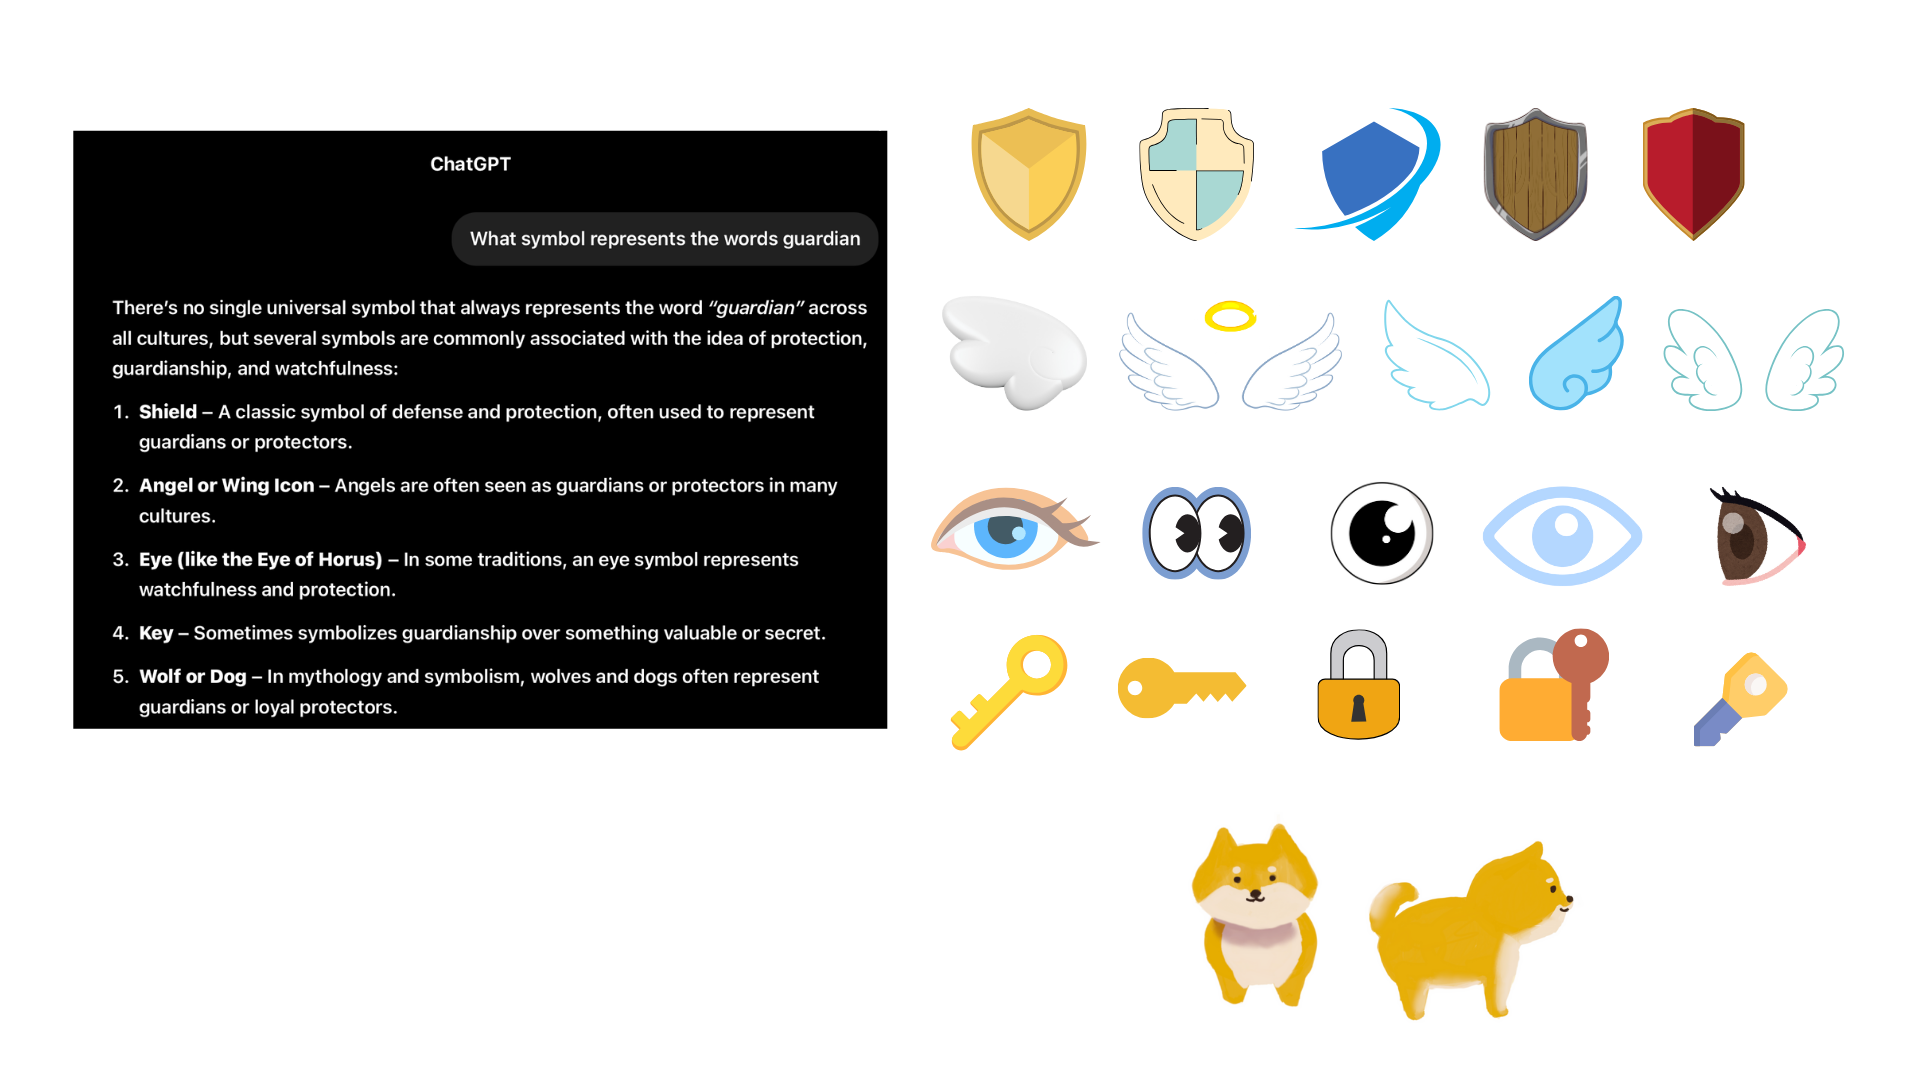 ChatGPT
What symbol represents the words guardian
There's no single universal symbol that always represents the word “guardian” across
all cultures, but several symbols are commonly associated with the idea of protection,
guardianship, and watchfulness:
1. Shield – A classic symbol of defense and protection, often used to represent
guardians or protectors.
2. Angel or Wing Icon – Angels are often seen as guardians or protectors in many
cultures.
3. Eye (like the Eye of Horus) – In some traditions, an eye symbol represents
watchfulness and protection.
4. Key – Sometimes symbolizes guardianship over something valuable or secret.
5. Wolf or Dog – In mythology and symbolism, wolves and dogs often represent
guardians or loyal protectors.